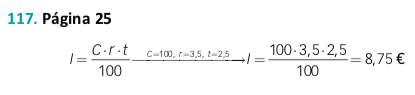 117. Página 25
I = C·r·t / 100 —C=100, r=3,5, t=2,5→ I = 100·3,5·2,5 / 100 = 8,75 €